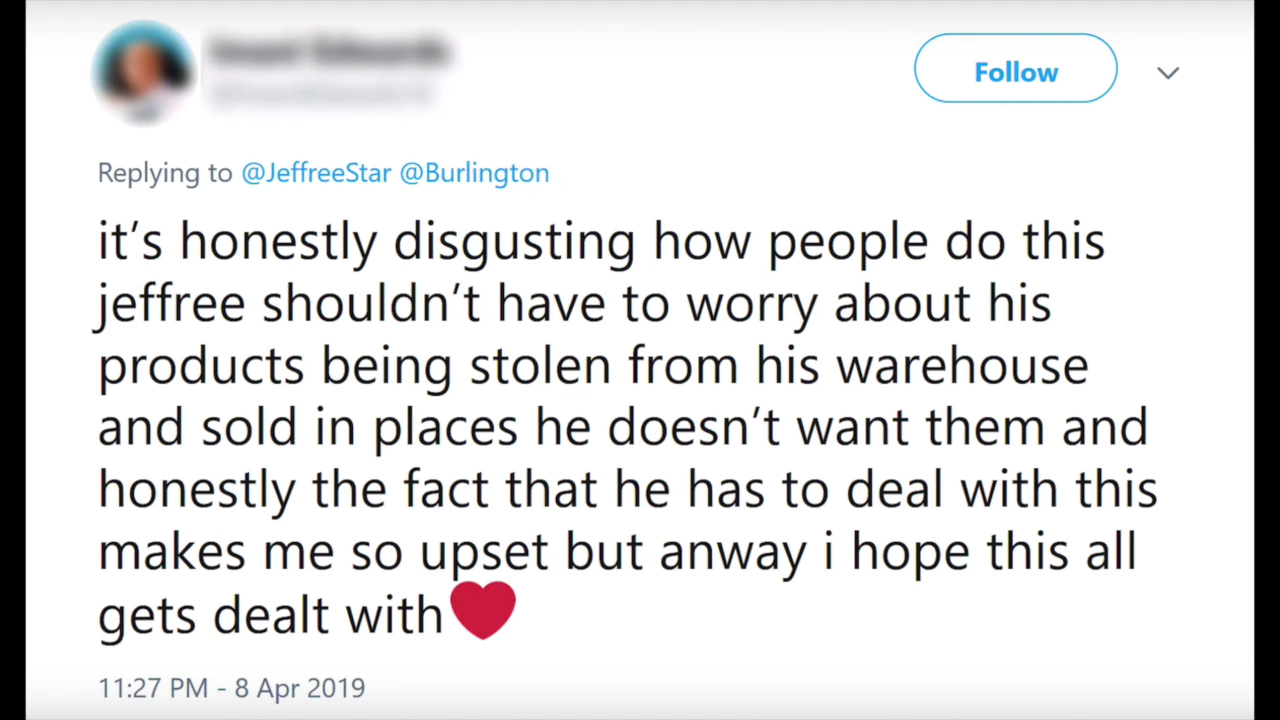 Follow
Replying to @JeffreeStar @Burlington
it’s honestly disgusting how people do this
jeffree shouldn’t have to worry about his
products being stolen from his warehouse
and sold in places he doesn’t want them and
honestly the fact that he has to deal with this
makes me so upset but anway i hope this all
gets dealt with❤
11:27 PM - 8 Apr 2019